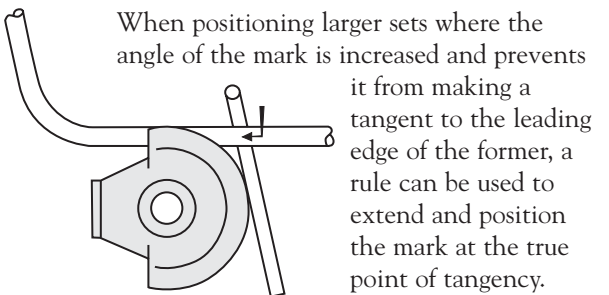 When positioning larger sets where the
angle of the mark is increased and prevents
it from making a
tangent to the leading
edge of the former, a
rule can be used to
extend and position
the mark at the true
point of tangency.